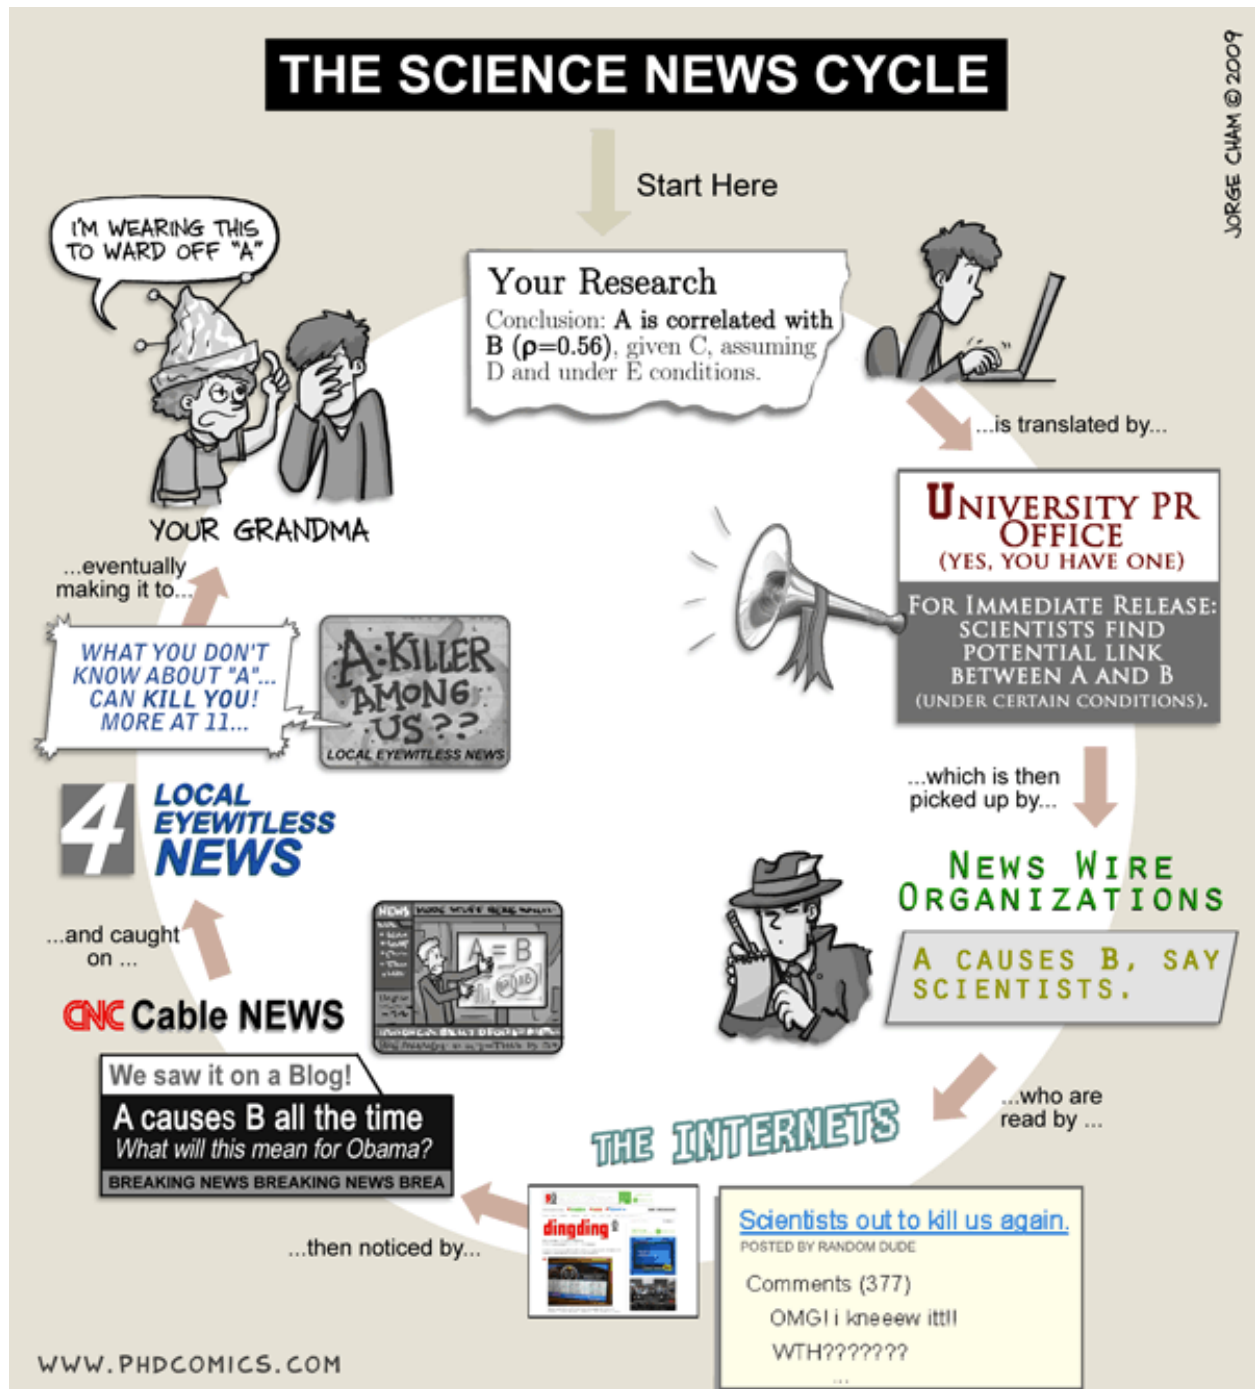 THE SCIENCE NEWS CYCLE
JORGE CHAM © 2009
Start Here
Your Research
Conclusion: A is correlated with
B (ρ=0.56), given C, assuming
D and under E conditions.
...is translated by...
UNIVERSITY PR
OFFICE
(YES, YOU HAVE ONE)
FOR IMMEDIATE RELEASE:
SCIENTISTS FIND
POTENTIAL LINK
BETWEEN A AND B
(UNDER CERTAIN CONDITIONS).
...which is then
picked up by...
NEWS WIRE
ORGANIZATIONS
A CAUSES B, SAY
SCIENTISTS.
...who are
read by ...
THE INTERNETS
Scientists out to kill us again.
POSTED BY RANDOM DUDE
Comments (377)
OMG! i kneeew itt!!
WTH???????
...
dingding
...then noticed by...
CNC Cable NEWS
We saw it on a Blog!
A causes B all the time
What will this mean for Obama?
BREAKING NEWS BREAKING NEWS BREA
NEWS
A = B
...and caught
on ...
4 LOCAL
EYEWITLESS
NEWS
WHAT YOU DON'T
KNOW ABOUT "A"...
CAN KILL YOU!
MORE AT 11...
A: KILLER
AMONG
US??
LOCAL EYEWITLESS NEWS
...eventually
making it to...
YOUR GRANDMA
I'M WEARING THIS
TO WARD OFF "A"
WWW.PHDCOMICS.COM